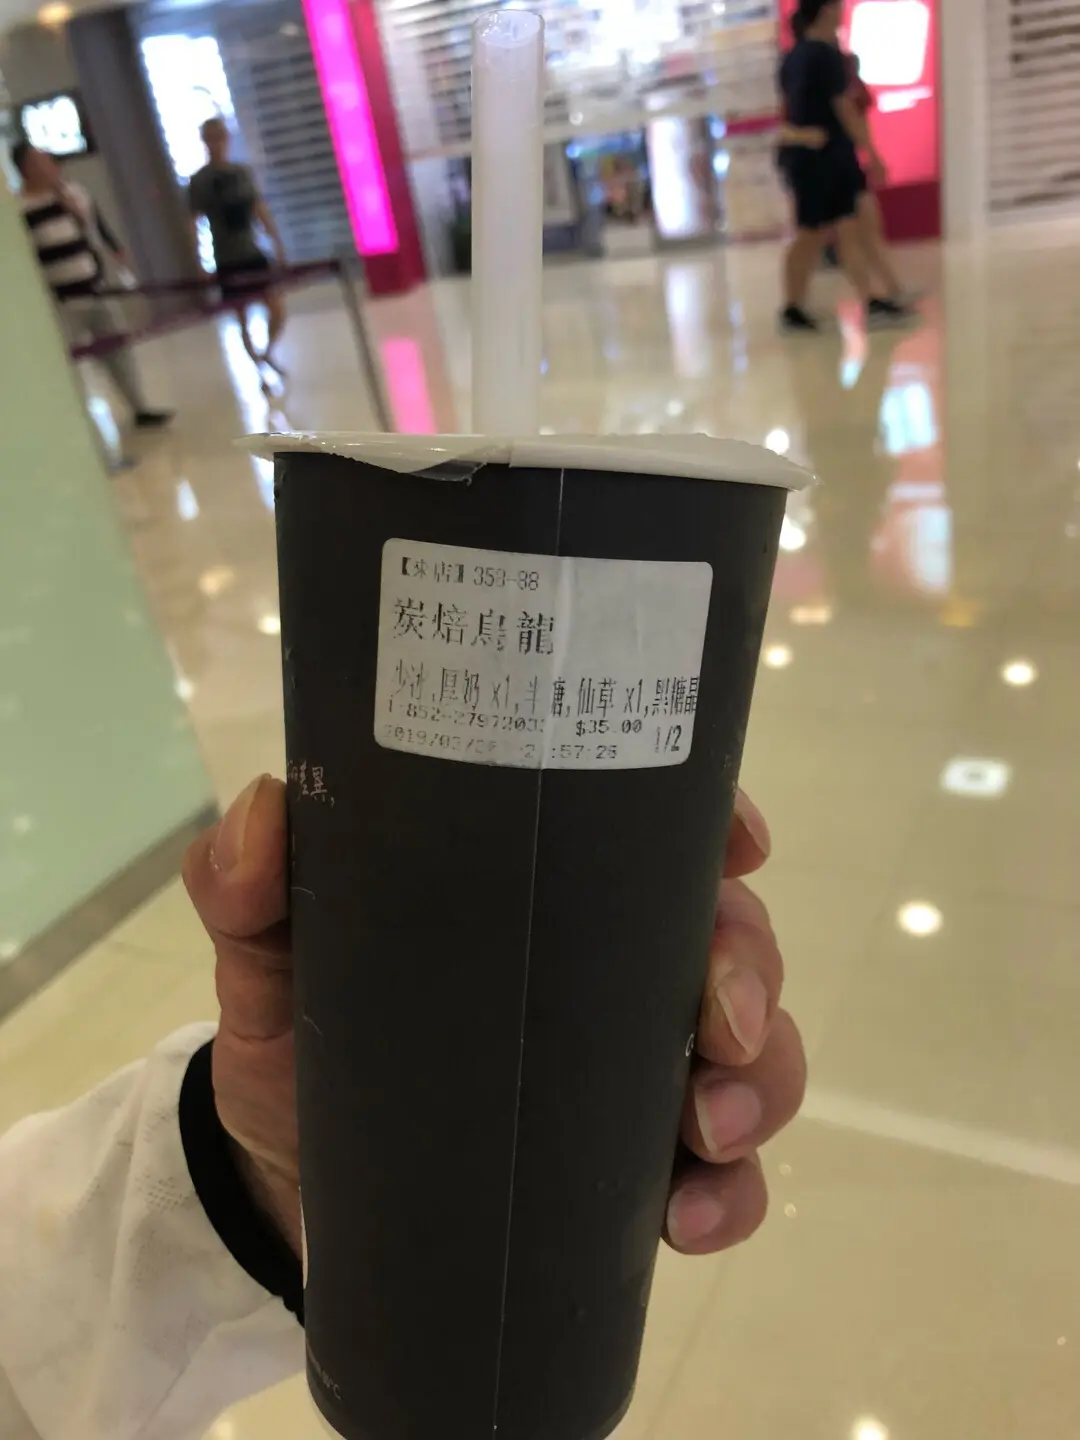 【來店】358-88
炭焙烏龍
少冰,厚奶 x1,半糖,仙草 x1,黑糖晶
$35.00
1/2